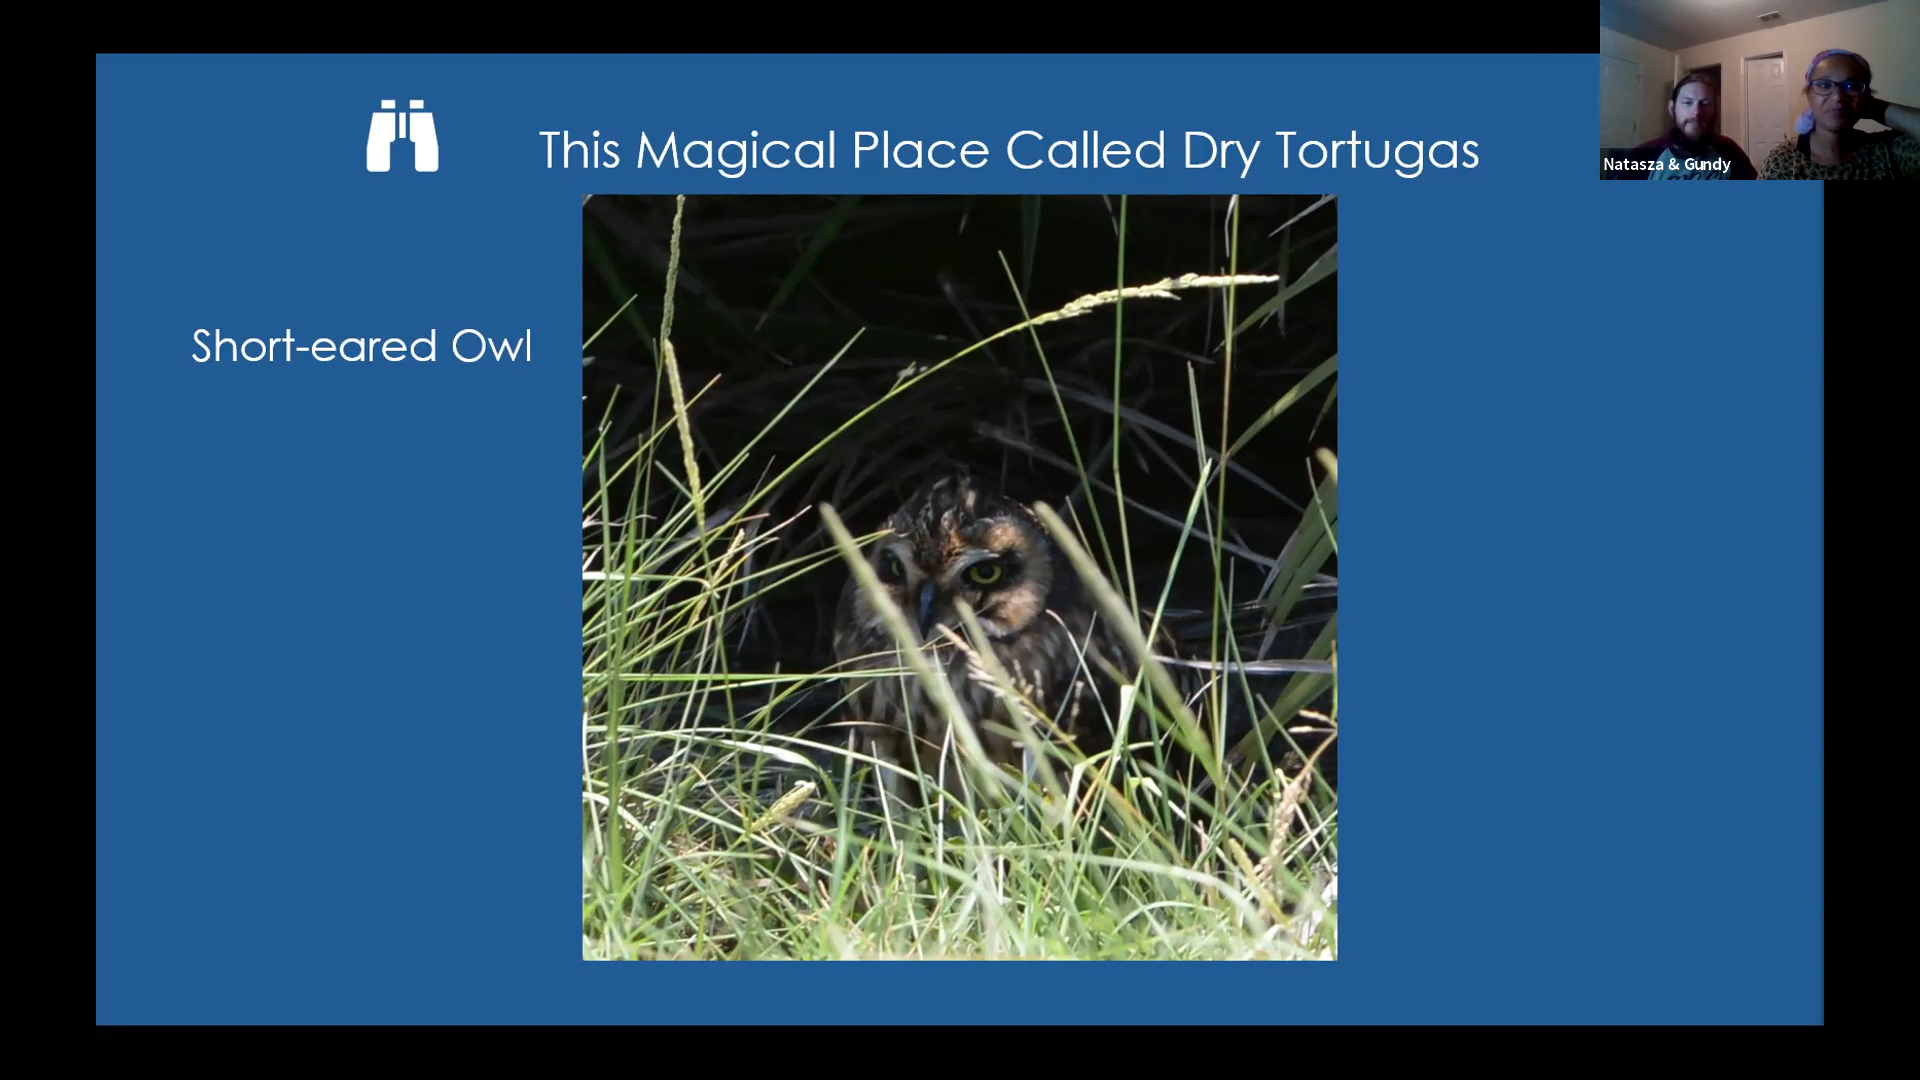 This Magical Place Called Dry Tortugas
Natasza & Gundy
Short-eared Owl